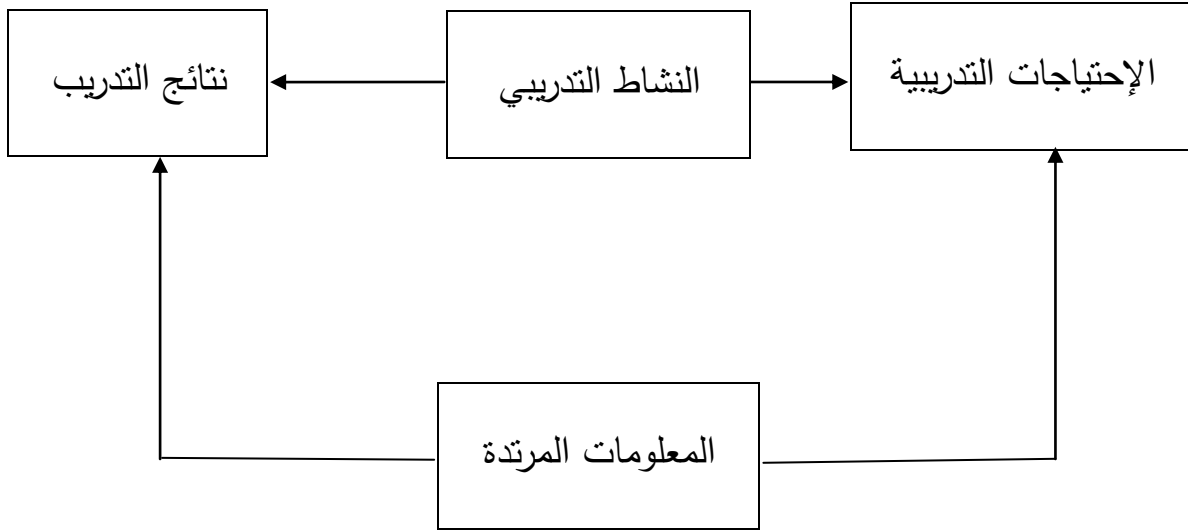 الإحتياجات التدريبية
النشاط التدريبي
نتائج التدريب
المعلومات المرتدة